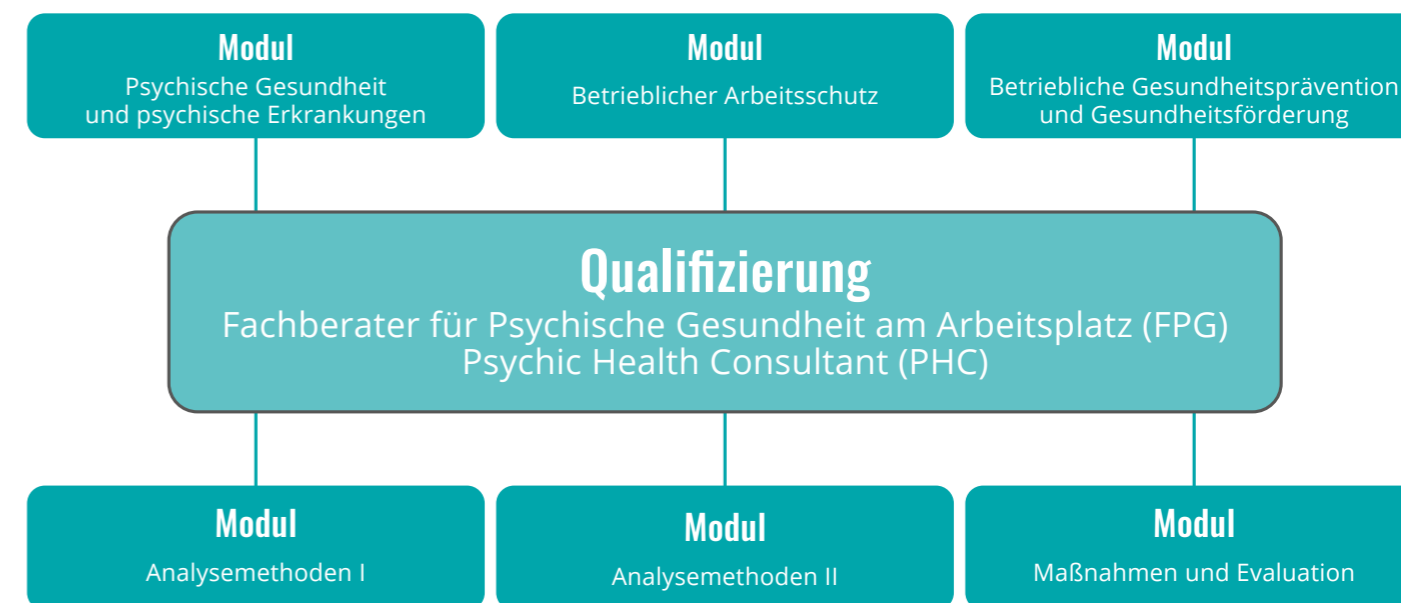 Modul
Psychische Gesundheit
und psychische Erkrankungen
Modul
Betrieblicher Arbeitsschutz
Modul
Betriebliche Gesundheitsprävention
und Gesundheitsförderung
Qualifizierung
Fachberater für Psychische Gesundheit am Arbeitsplatz (FPG)
Psychic Health Consultant (PHC)
Modul
Analysemethoden I
Modul
Analysemethoden II
Modul
Maßnahmen und Evaluation